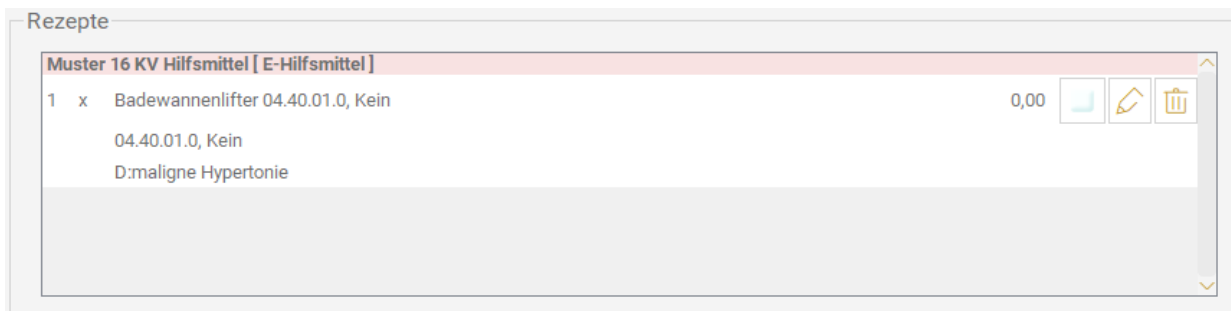 Rezepte
Muster 16 KV Hilfsmittel [ E-Hilfsmittel ]
1 x Badewannenlifter 04.40.01.0, Kein 0,00
04.40.01.0, Kein
D:maligne Hypertonie